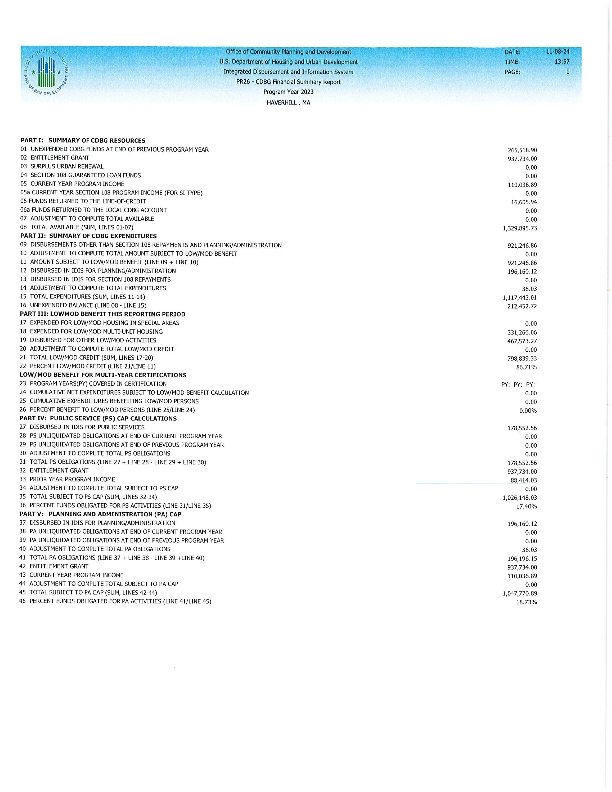 Office of Community Planning and Development
U.S. Department of Housing and Urban Development
Integrated Disbursement and Information System
PR26 - CDBG Financial Summary Report
Program Year 2023
HAVERHILL , MA
DATE: 11-08-24
TIME: 13:57
PAGE: 1
PART I: SUMMARY OF CDBG RESOURCES
01 UNEXPENDED CDBG FUNDS AT END OF PREVIOUS PROGRAM YEAR 265,518.90
02 ENTITLEMENT GRANT 937,734.00
03 SURPLUS URBAN RENEWAL 0.00
04 SECTION 108 GUARANTEED LOAN FUNDS 0.00
05 CURRENT YEAR PROGRAM INCOME 110,036.89
05a CURRENT YEAR SECTION 108 PROGRAM INCOME (FOR SI TYPE) 0.00
06 FUNDS RETURNED TO THE LINE-OF-CREDIT 16,605.94
06a FUNDS RETURNED TO THE LOCAL CDBG ACCOUNT 0.00
07 ADJUSTMENT TO COMPUTE TOTAL AVAILABLE 0.00
08 TOTAL AVAILABLE (SUM, LINES 01-07) 1,329,895.73
PART II: SUMMARY OF CDBG EXPENDITURES
09 DISBURSEMENTS OTHER THAN SECTION 108 REPAYMENTS AND PLANNING/ADMINISTRATION 921,246.86
10 ADJUSTMENT TO COMPUTE TOTAL AMOUNT SUBJECT TO LOW/MOD BENEFIT 0.00
11 AMOUNT SUBJECT TO LOW/MOD BENEFIT (LINE 09 + LINE 10) 921,246.86
12 DISBURSED IN IDIS FOR PLANNING/ADMINISTRATION 196,160.12
13 DISBURSED IN IDIS FOR SECTION 108 REPAYMENTS 0.00
14 ADJUSTMENT TO COMPUTE TOTAL EXPENDITURES 36.03
15 TOTAL EXPENDITURES (SUM, LINES 11-14) 1,117,443.01
16 UNEXPENDED BALANCE (LINE 08 - LINE 15) 212,452.72
PART III: LOWMOD BENEFIT THIS REPORTING PERIOD
17 EXPENDED FOR LOW/MOD HOUSING IN SPECIAL AREAS 0.00
18 EXPENDED FOR LOW/MOD MULTI-UNIT HOUSING 331,266.06
19 DISBURSED FOR OTHER LOW/MOD ACTIVITIES 467,573.27
20 ADJUSTMENT TO COMPUTE TOTAL LOW/MOD CREDIT 0.00
21 TOTAL LOW/MOD CREDIT (SUM, LINES 17-20) 798,839.33
22 PERCENT LOW/MOD CREDIT (LINE 21/LINE 11) 86.71%
LOW/MOD BENEFIT FOR MULTI-YEAR CERTIFICATIONS
23 PROGRAM YEARS(PY) COVERED IN CERTIFICATION PY: PY: PY:
24 CUMULATIVE NET EXPENDITURES SUBJECT TO LOW/MOD BENEFIT CALCULATION 0.00
25 CUMULATIVE EXPENDITURES BENEFITING LOW/MOD PERSONS 0.00
26 PERCENT BENEFIT TO LOW/MOD PERSONS (LINE 25/LINE 24) 0.00%
PART IV: PUBLIC SERVICE (PS) CAP CALCULATIONS
27 DISBURSED IN IDIS FOR PUBLIC SERVICES 178,552.56
28 PS UNLIQUIDATED OBLIGATIONS AT END OF CURRENT PROGRAM YEAR 0.00
29 PS UNLIQUIDATED OBLIGATIONS AT END OF PREVIOUS PROGRAM YEAR 0.00
30 ADJUSTMENT TO COMPUTE TOTAL PS OBLIGATIONS 0.00
31 TOTAL PS OBLIGATIONS (LINE 27 + LINE 28 - LINE 29 + LINE 30) 178,552.56
32 ENTITLEMENT GRANT 937,734.00
33 PRIOR YEAR PROGRAM INCOME 88,414.03
34 ADJUSTMENT TO COMPUTE TOTAL SUBJECT TO PS CAP 0.00
35 TOTAL SUBJECT TO PS CAP (SUM, LINES 32-34) 1,026,148.03
36 PERCENT FUNDS OBLIGATED FOR PS ACTIVITIES (LINE 31/LINE 35) 17.40%
PART V: PLANNING AND ADMINISTRATION (PA) CAP
37 DISBURSED IN IDIS FOR PLANNING/ADMINISTRATION 196,160.12
38 PA UNLIQUIDATED OBLIGATIONS AT END OF CURRENT PROGRAM YEAR 0.00
39 PA UNLIQUIDATED OBLIGATIONS AT END OF PREVIOUS PROGRAM YEAR 0.00
40 ADJUSTMENT TO COMPUTE TOTAL PA OBLIGATIONS 36.03
41 TOTAL PA OBLIGATIONS (LINE 37 + LINE 38 - LINE 39 +LINE 40) 196,196.15
42 ENTITLEMENT GRANT 937,734.00
43 CURRENT YEAR PROGRAM INCOME 110,036.89
44 ADJUSTMENT TO COMPUTE TOTAL SUBJECT TO PA CAP 0.00
45 TOTAL SUBJECT TO PA CAP (SUM, LINES 42-44) 1,047,770.89
46 PERCENT FUNDS OBLIGATED FOR PA ACTIVITIES (LINE 41/LINE 45) 18.73%